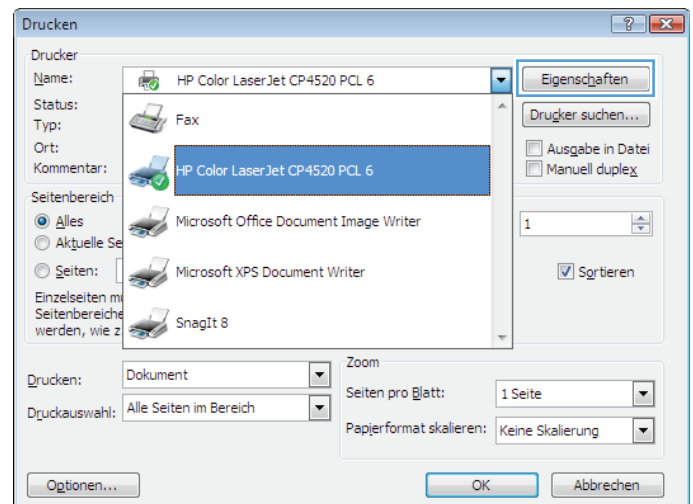 Drucken
Drucker
Name: HP Color LaserJet CP4520 PCL 6 Eigenschaften
Status:
Typ:
Ort:
Kommentar:
Fax
HP Color LaserJet CP4520 PCL 6
Microsoft Office Document Image Writer
Microsoft XPS Document Writer
SnagIt 8
Drucker suchen...
Ausgabe in Datei
Manuell duplex
Seitenbereich
Alles
Aktuelle Se
Seiten:
Einzelseiten
Seitenbereiche
werden, wie z
1
Sortieren
Drucken: Dokument
Druckauswahl: Alle Seiten im Bereich
Zoom
Seiten pro Blatt: 1 Seite
Papierformat skalieren: Keine Skalierung
Optionen... OK Abbrechen